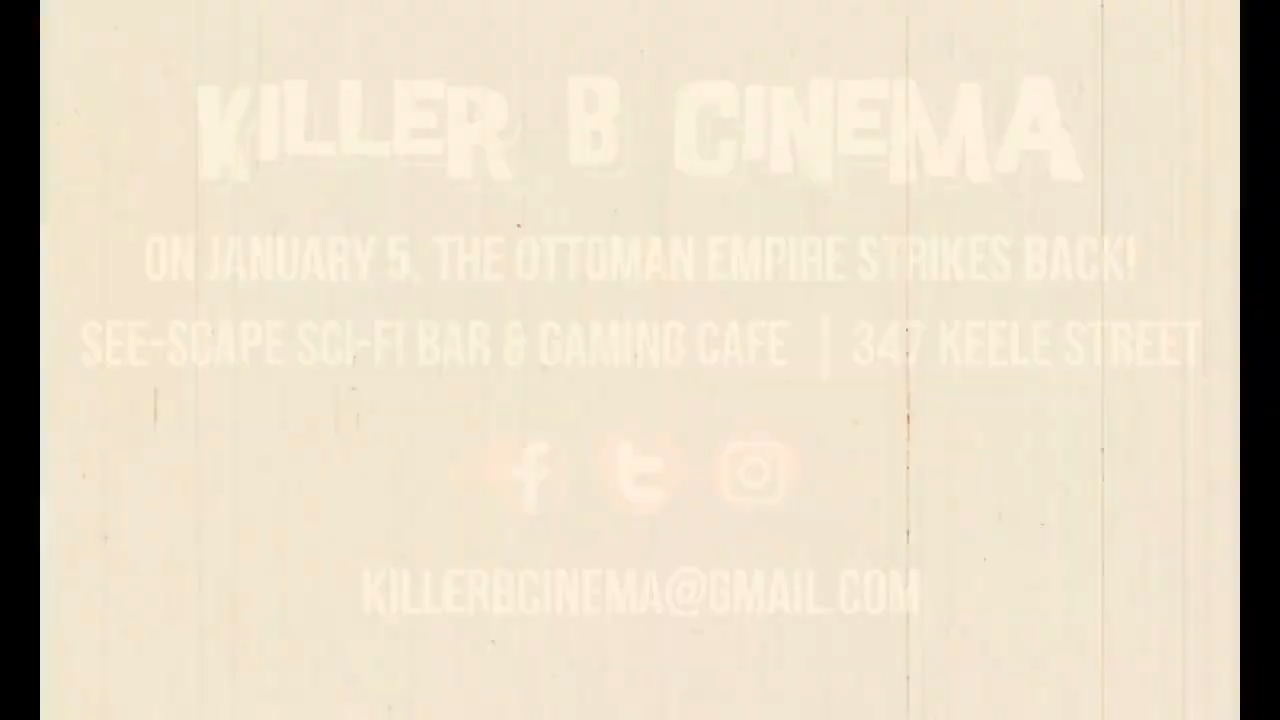 KILLER B CINEMA
ON JANUARY 5, THE OTTOMAN EMPIRE STRIKES BACK!
SEE-SCAPE SCI-FI BAR & GAMING CAFE | 347 KEELE STREET
KILLERBCINEMA@GMAIL.COM